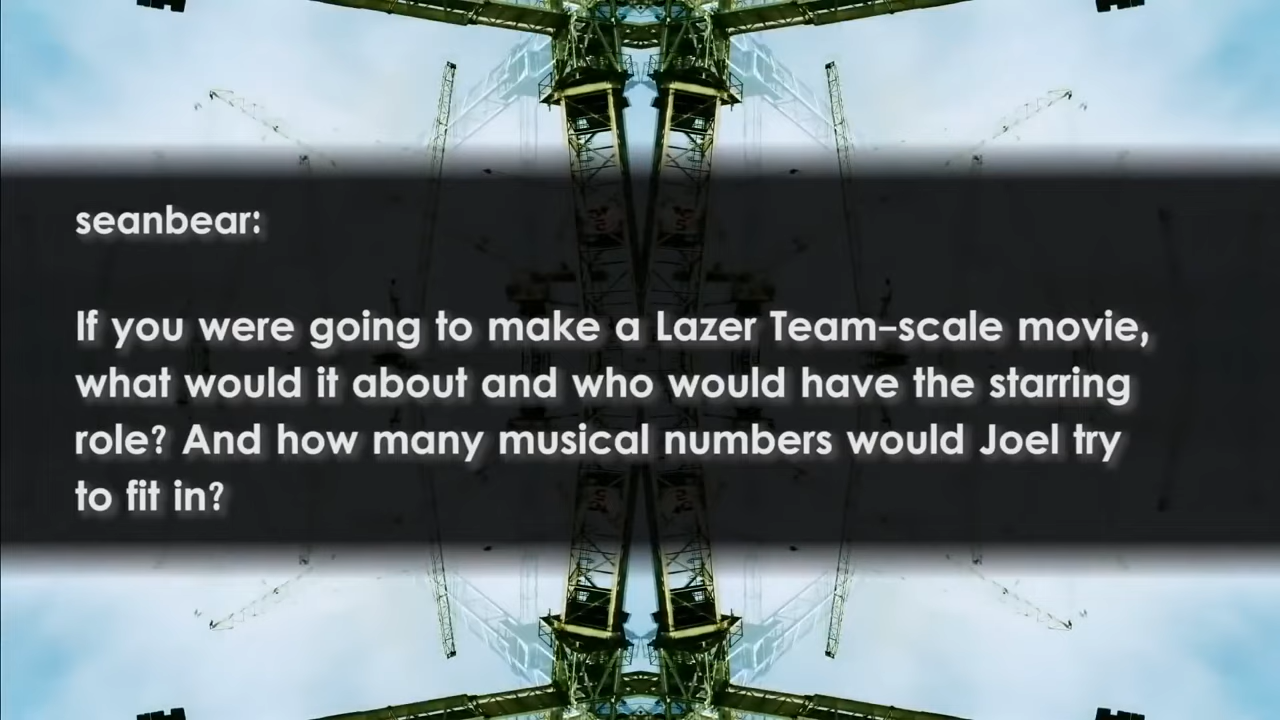 seanbear:
If you were going to make a Lazer Team-scale movie,
what would it about and who would have the starring
role? And how many musical numbers would Joel try
to fit in?